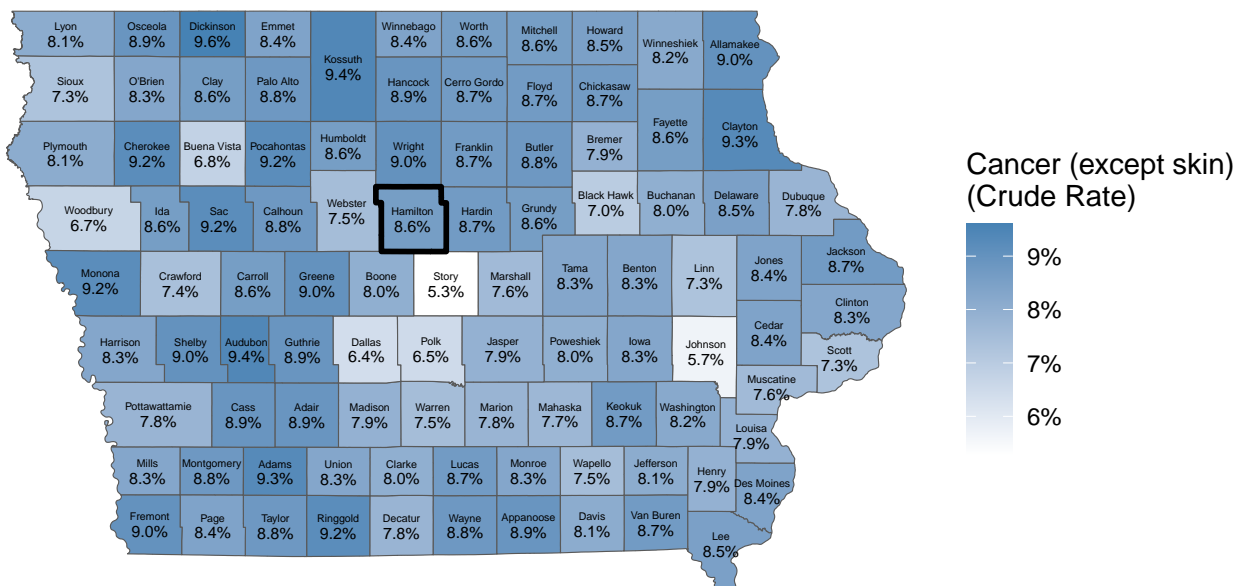 Lyon
8.1%
Osceola
8.9%
Dickinson
9.6%
Emmet
8.4%
Kossuth
9.4%
Winnebago
8.4%
Worth
8.6%
Mitchell
8.6%
Howard
8.5%
Winneshiek
8.2%
Allamakee
9.0%
Sioux
7.3%
O'Brien
8.3%
Clay
8.6%
Palo Alto
8.8%
Hancock
8.9%
Cerro Gordo
8.7%
Floyd
8.7%
Chickasaw
8.7%
Fayette
8.6%
Clayton
9.3%
Plymouth
8.1%
Cherokee
9.2%
Buena Vista
6.8%
Pocahontas
9.2%
Humboldt
8.6%
Wright
9.0%
Franklin
8.7%
Butler
8.8%
Bremer
7.9%
Woodbury
6.7%
Ida
8.6%
Sac
9.2%
Calhoun
8.8%
Webster
7.5%
Hamilton
8.6%
Hardin
8.7%
Grundy
8.6%
Black Hawk
7.0%
Buchanan
8.0%
Delaware
8.5%
Dubuque
7.8%
Monona
9.2%
Crawford
7.4%
Carroll
8.6%
Greene
9.0%
Boone
8.0%
Story
5.3%
Marshall
7.6%
Tama
8.3%
Benton
8.3%
Linn
7.3%
Jones
8.4%
Jackson
8.7%
Clinton
8.3%
Harrison
8.3%
Shelby
9.0%
Audubon
9.4%
Guthrie
8.9%
Dallas
6.4%
Polk
6.5%
Jasper
7.9%
Poweshiek
8.0%
Iowa
8.3%
Johnson
5.7%
Cedar
8.4%
Scott
7.3%
Muscatine
7.6%
Pottawattamie
7.8%
Cass
8.9%
Adair
8.9%
Madison
7.9%
Warren
7.5%
Marion
7.8%
Mahaska
7.7%
Keokuk
8.7%
Washington
8.2%
Louisa
7.9%
Mills
8.3%
Montgomery
8.8%
Adams
9.3%
Union
8.3%
Clarke
8.0%
Lucas
8.7%
Monroe
8.3%
Wapello
7.5%
Jefferson
8.1%
Henry
7.9%
Des Moines
8.4%
Fremont
9.0%
Page
8.4%
Taylor
8.8%
Ringgold
9.2%
Decatur
7.8%
Wayne
8.8%
Appanoose
8.9%
Davis
8.1%
Van Buren
8.7%
Lee
8.5%
Cancer (except skin)
(Crude Rate)
9%
8%
7%
6%